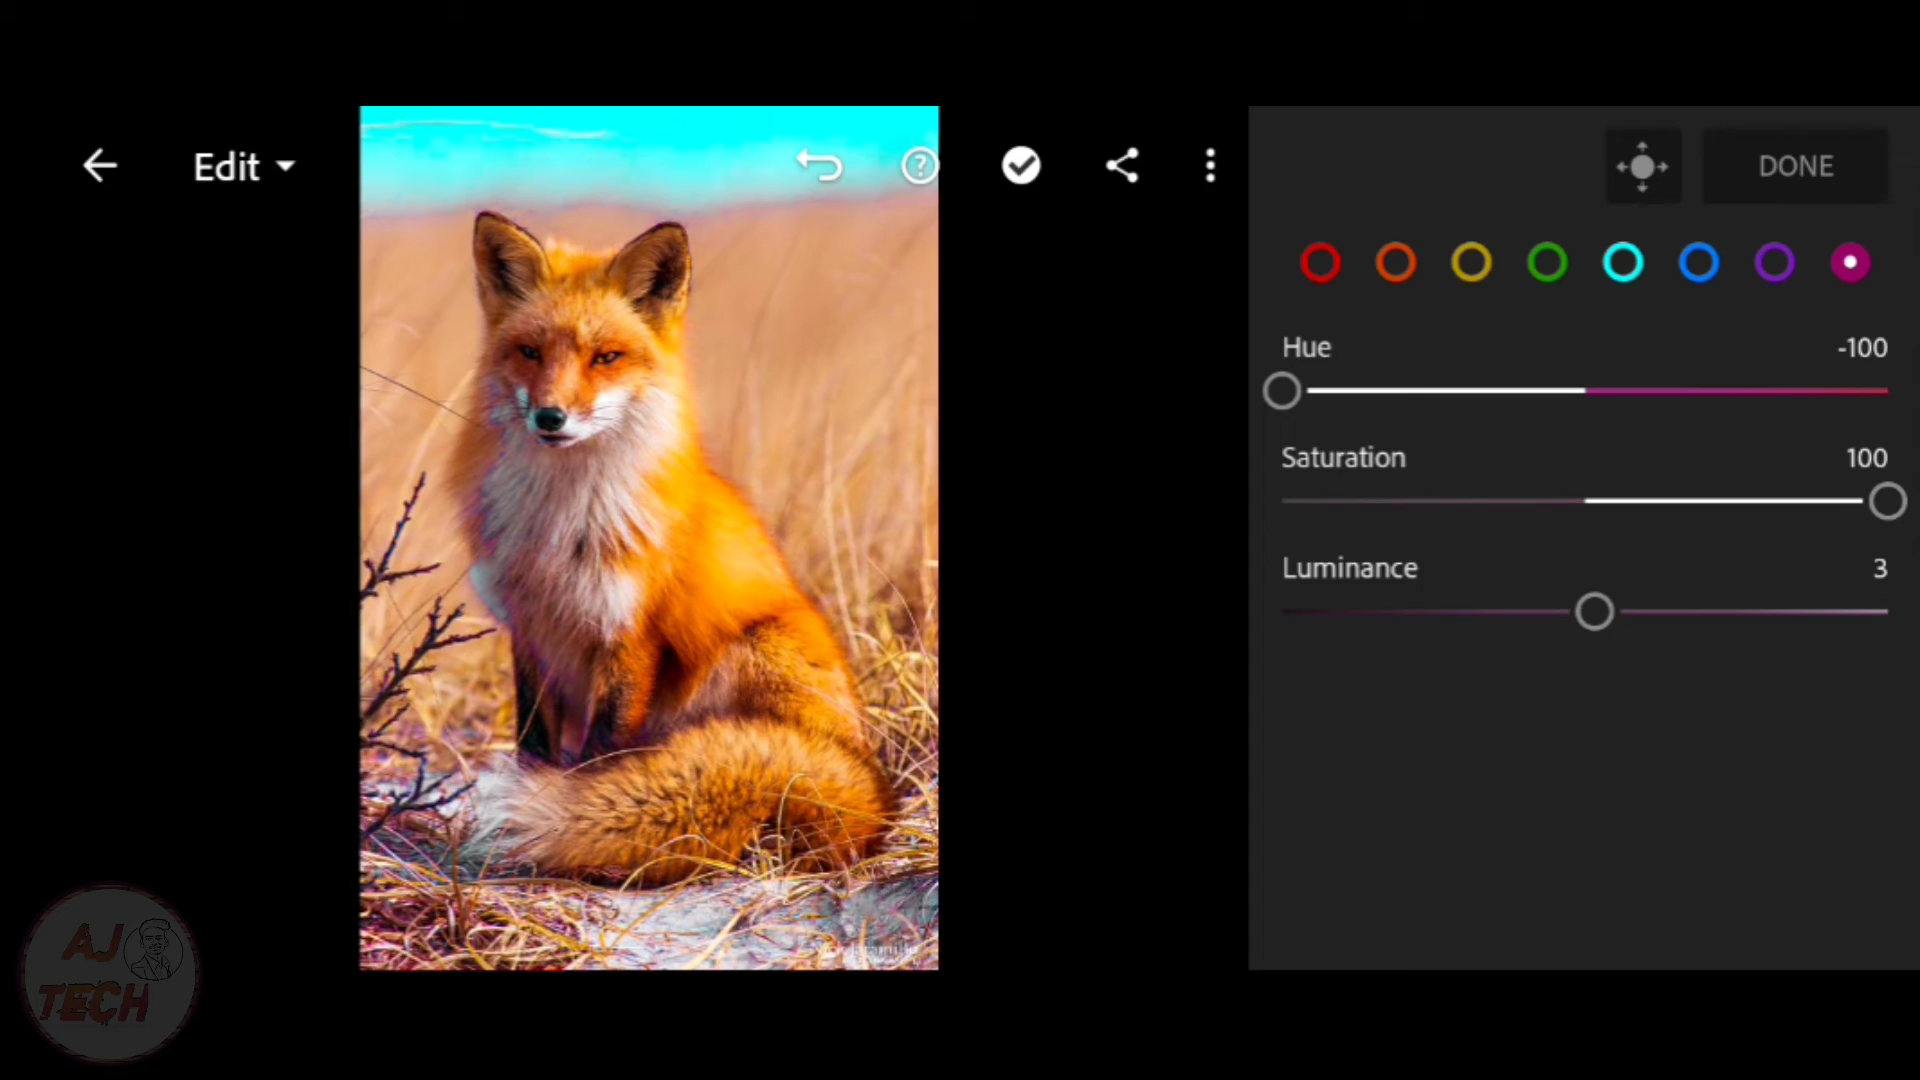 Edit
DONE
Hue -100
Saturation 100
Luminance 3
AJ
TECH